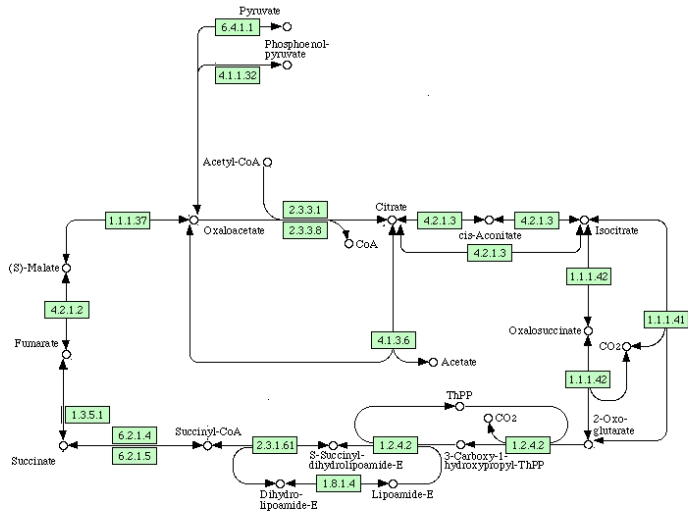 Pyruvate
6.4.1.1
Phosphoenol-
pyruvate
4.1.1.32
Acetyl-CoA
1.1.1.37
Oxaloacetate
2.3.3.1
2.3.3.8
CoA
Citrate
4.2.1.3
cis-Aconitate
4.2.1.3
4.2.1.3
Isocitrate
(S)-Malate
1.1.1.42
4.2.1.2
1.1.1.41
Oxalosuccinate
CO2
Fumarate
4.1.3.6
Acetate
1.1.1.42
1.3.5.1
ThPP
CO2
2-Oxo-
glutarate
Succinate
6.2.1.4
6.2.1.5
Succinyl-CoA
2.3.1.61
S-Succinyl-
dihydrolipoamide-E
1.2.4.2
3-Carboxy-1-
hydroxypropyl-ThPP
1.2.4.2
Dihydro-
lipoamide-E
1.8.1.4
Lipoamide-E